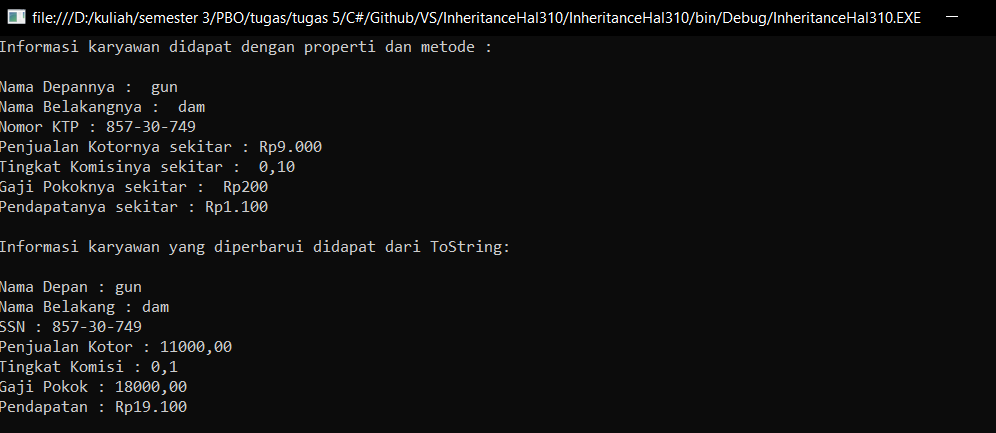 file:///D:/kuliah/semester 3/PBO/tugas/tugas 5/C#/Github/VS/InheritanceHal310/InheritanceHal310/bin/Debug/InheritanceHal310.EXE
Informasi karyawan didapat dengan properti dan metode :
Nama Depannya :  gun
Nama Belakangnya :  dam
Nomor KTP : 857-30-749
Penjualan Kotornya sekitar : Rp9.000
Tingkat Komisinya sekitar :  0,10
Gaji Pokoknya sekitar :  Rp200
Pendapatanya sekitar : Rp1.100
Informasi karyawan yang diperbarui didapat dari ToString:
Nama Depan : gun
Nama Belakang : dam
SSN : 857-30-749
Penjualan Kotor : 11000,00
Tingkat Komisi : 0,1
Gaji Pokok : 18000,00
Pendapatan : Rp19.100